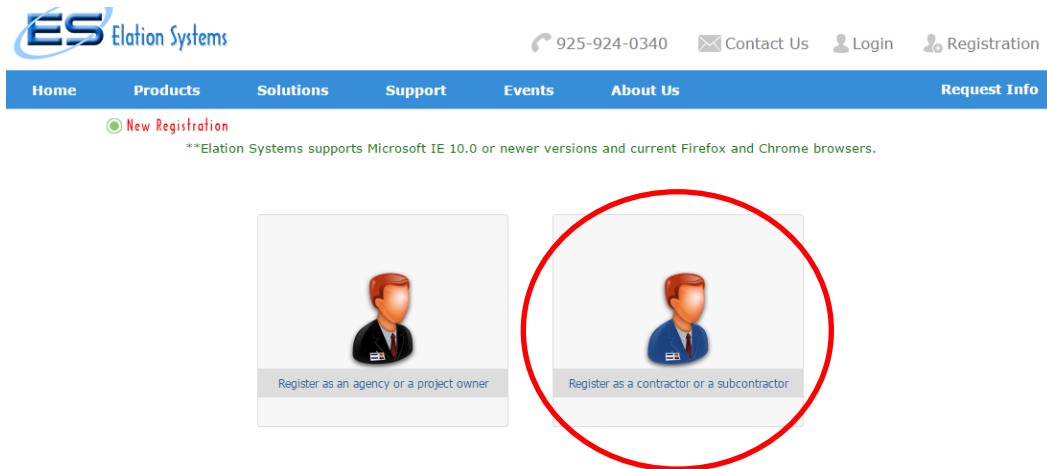 ES Elation Systems
925-924-0340 Contact Us Login Registration
Home Products Solutions Support Events About Us Request Info
New Registration
**Elation Systems supports Microsoft IE 10.0 or newer versions and current Firefox and Chrome browsers.
Register as an agency or a project owner Register as a contractor or a subcontractor